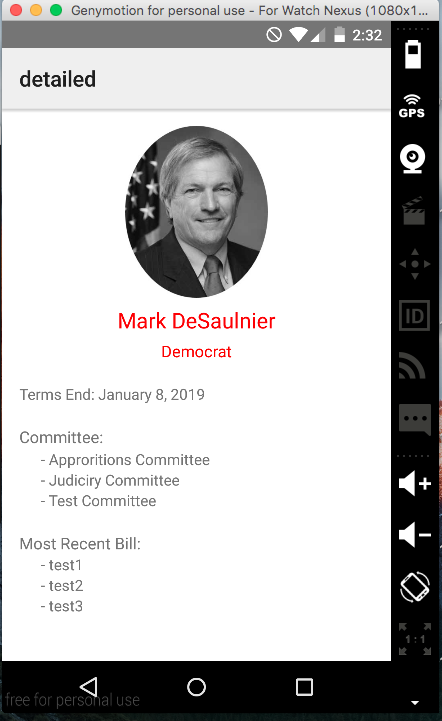 Genymotion for personal use - For Watch Nexus (1080x1...
2:32
detailed
GPS
Mark DeSaulnier
Democrat
ID
Terms End: January 8, 2019
Committee:
- Approritions Committee
- Judiciry Committee
- Test Committee
Most Recent Bill:
- test1
- test2
- test3
1:1
free for personal use